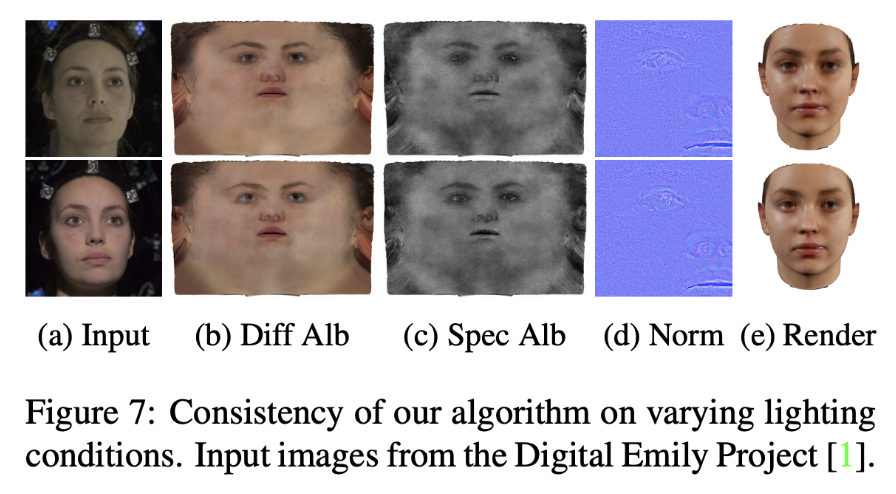 (a) Input (b) Diff Alb (c) Spec Alb (d) Norm (e) Render
Figure 7: Consistency of our algorithm on varying lighting
conditions. Input images from the Digital Emily Project [1].